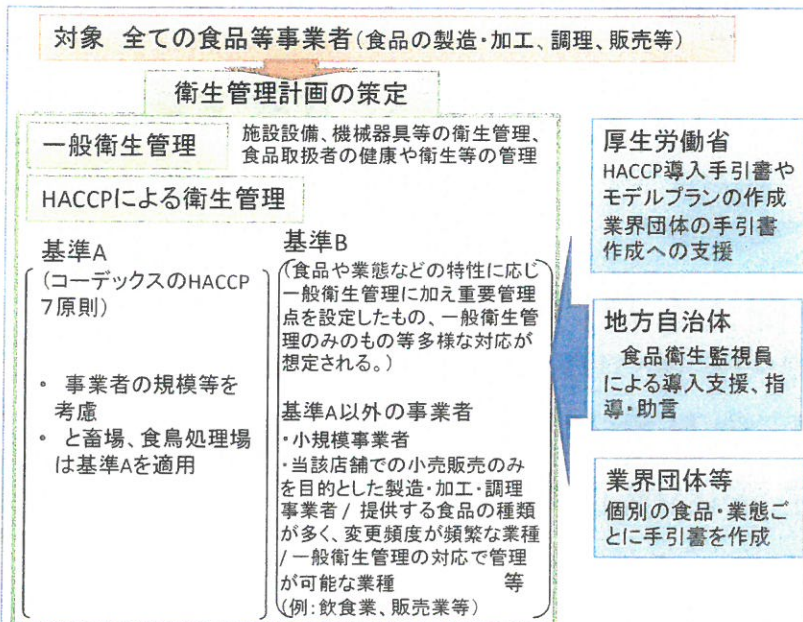 対象 全ての食品等事業者(食品の製造・加工、調理、販売等)
衛生管理計画の策定
一般衛生管理
施設設備、機械器具等の衛生管理、
食品取扱者の健康や衛生等の管理
HACCPによる衛生管理
基準A
(コーデックスのHACCP
７原則)
• 事業者の規模等を
考慮
• と畜場、食鳥処理場
は基準Aを適用
基準B
(食品や業態などの特性に応じ
一般衛生管理に加え重要管理
点を設定したもの、一般衛生管
理のみのもの等多様な対応が
想定される。)
基準A以外の事業者
・小規模事業者
・当該店舗での小売販売のみ
を目的とした製造・加工・調理
事業者 / 提供する食品の種類
が多く、変更頻度が頻繁な業種
/ 一般衛生管理の対応で管理
が可能な業種 等
(例:飲食業、販売業等)
厚生労働省
HACCP導入手引書や
モデルプランの作成
業界団体の手引書
作成への支援
地方自治体
食品衛生監視員
による導入支援、指
導・助言
業界団体等
個別の食品・業態ご
とに手引書を作成